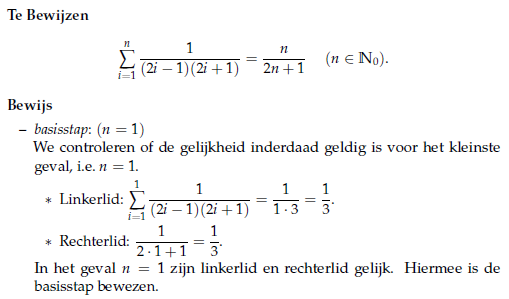 Te Bewijzen
$$\sum_{i=1}^{n} \frac{1}{(2i-1)(2i+1)} = \frac{n}{2n+1} \quad (n \in \mathbb{N}_0).$$
Bewijs
– basisstap: (n = 1)
We controleren of de gelijkheid inderdaad geldig is voor het kleinste
geval, i.e. n = 1.
∗ Linkerlid: $\sum_{i=1}^{1} \frac{1}{(2i-1)(2i+1)} = \frac{1}{1 \cdot 3} = \frac{1}{3}.$
∗ Rechterlid: $\frac{1}{2 \cdot 1 + 1} = \frac{1}{3}.$
In het geval n = 1 zijn linkerlid en rechterlid gelijk. Hiermee is de
basisstap bewezen.